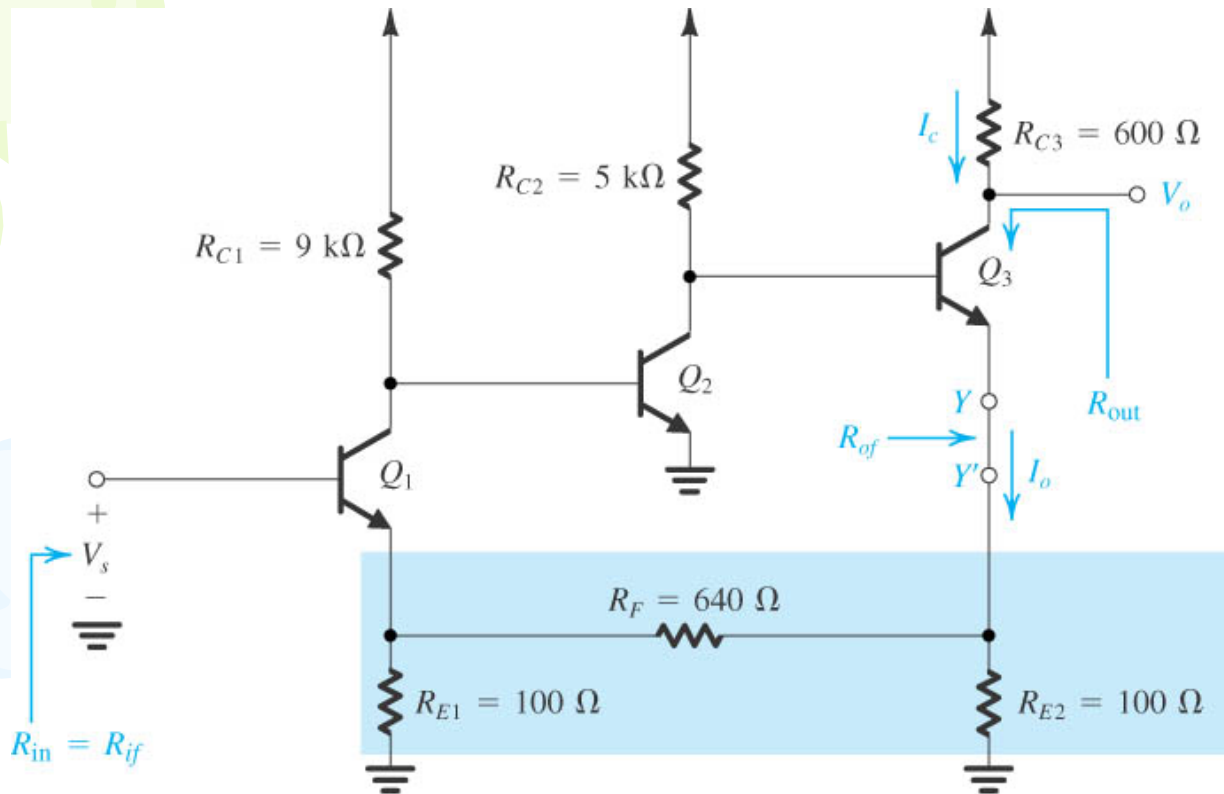 I_c
R_C3 = 600 Ω
R_C2 = 5 kΩ
V_o
R_C1 = 9 kΩ
Q_3
Q_2
Y
R_out
R_of
Q_1
Y'
I_o
+
V_s
−
R_F = 640 Ω
R_E1 = 100 Ω
R_E2 = 100 Ω
R_in = R_if